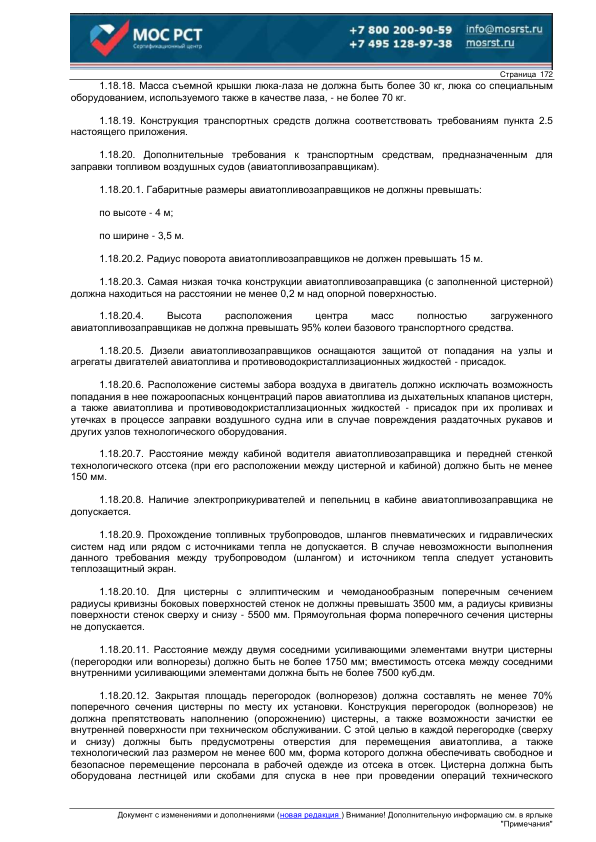 МОС РСТ
Сертификационный центр
+7 800 200-90-59
+7 495 128-97-38
info@mosrst.ru
mosrst.ru
Страница 172
1.18.18. Масса съемной крышки люка-лаза не должна быть более 30 кг, люка со специальным
оборудованием, используемого также в качестве лаза, - не более 70 кг.
1.18.19. Конструкция транспортных средств должна соответствовать требованиям пункта 2.5
настоящего приложения.
1.18.20. Дополнительные требования к транспортным средствам, предназначенным для
заправки топливом воздушных судов (авиатопливозаправщикам).
1.18.20.1. Габаритные размеры авиатопливозаправщиков не должны превышать:
по высоте - 4 м;
по ширине - 3,5 м.
1.18.20.2. Радиус поворота авиатопливозаправщиков не должен превышать 15 м.
1.18.20.3. Самая низкая точка конструкции авиатопливозаправщика (с заполненной цистерной)
должна находиться на расстоянии не менее 0,2 м над опорной поверхностью.
1.18.20.4. Высота расположения центра масс полностью загруженного
авиатопливозаправщикав не должна превышать 95% колеи базового транспортного средства.
1.18.20.5. Дизели авиатопливозаправщиков оснащаются защитой от попадания на узлы и
агрегаты двигателей авиатоплива и противоводокристаллизационных жидкостей - присадок.
1.18.20.6. Расположение системы забора воздуха в двигатель должно исключать возможность
попадания в нее пожароопасных концентраций паров авиатоплива из дыхательных клапанов цистерн,
а также авиатоплива и противоводокристаллизационных жидкостей - присадок при их проливах и
утечках в процессе заправки воздушного судна или в случае повреждения раздаточных рукавов и
других узлов технологического оборудования.
1.18.20.7. Расстояние между кабиной водителя авиатопливозаправщика и передней стенкой
технологического отсека (при его расположении между цистерной и кабиной) должно быть не менее
150 мм.
1.18.20.8. Наличие электроприкуривателей и пепельниц в кабине авиатопливозаправщика не
допускается.
1.18.20.9. Прохождение топливных трубопроводов, шлангов пневматических и гидравлических
систем над или рядом с источниками тепла не допускается. В случае невозможности выполнения
данного требования между трубопроводом (шлангом) и источником тепла следует установить
теплозащитный экран.
1.18.20.10. Для цистерны с эллиптическим и чемоданообразным поперечным сечением
радиусы кривизны боковых поверхностей стенок не должны превышать 3500 мм, а радиусы кривизны
поверхности стенок сверху и снизу - 5500 мм. Прямоугольная форма поперечного сечения цистерны
не допускается.
1.18.20.11. Расстояние между двумя соседними усиливающими элементами внутри цистерны
(перегородки или волнорезы) должно быть не более 1750 мм; вместимость отсека между соседними
внутренними усиливающими элементами должна быть не более 7500 куб.дм.
1.18.20.12. Закрытая площадь перегородок (волнорезов) должна составлять не менее 70%
поперечного сечения цистерны по месту их установки. Конструкция перегородок (волнорезов) не
должна препятствовать наполнению (опорожнению) цистерны, а также возможности зачистки ее
внутренней поверхности при техническом обслуживании. С этой целью в каждой перегородке (сверху
и снизу) должны быть предусмотрены отверстия для перемещения авиатоплива, а также
технологический лаз размером не менее 600 мм, форма которого должна обеспечивать свободное и
безопасное перемещение персонала в рабочей одежде из отсека в отсек. Цистерна должна быть
оборудована лестницей или скобами для спуска в нее при проведении операций технического
Документ с изменениями и дополнениями (новая редакция ) Внимание! Дополнительную информацию см. в ярлыке
"Примечания"